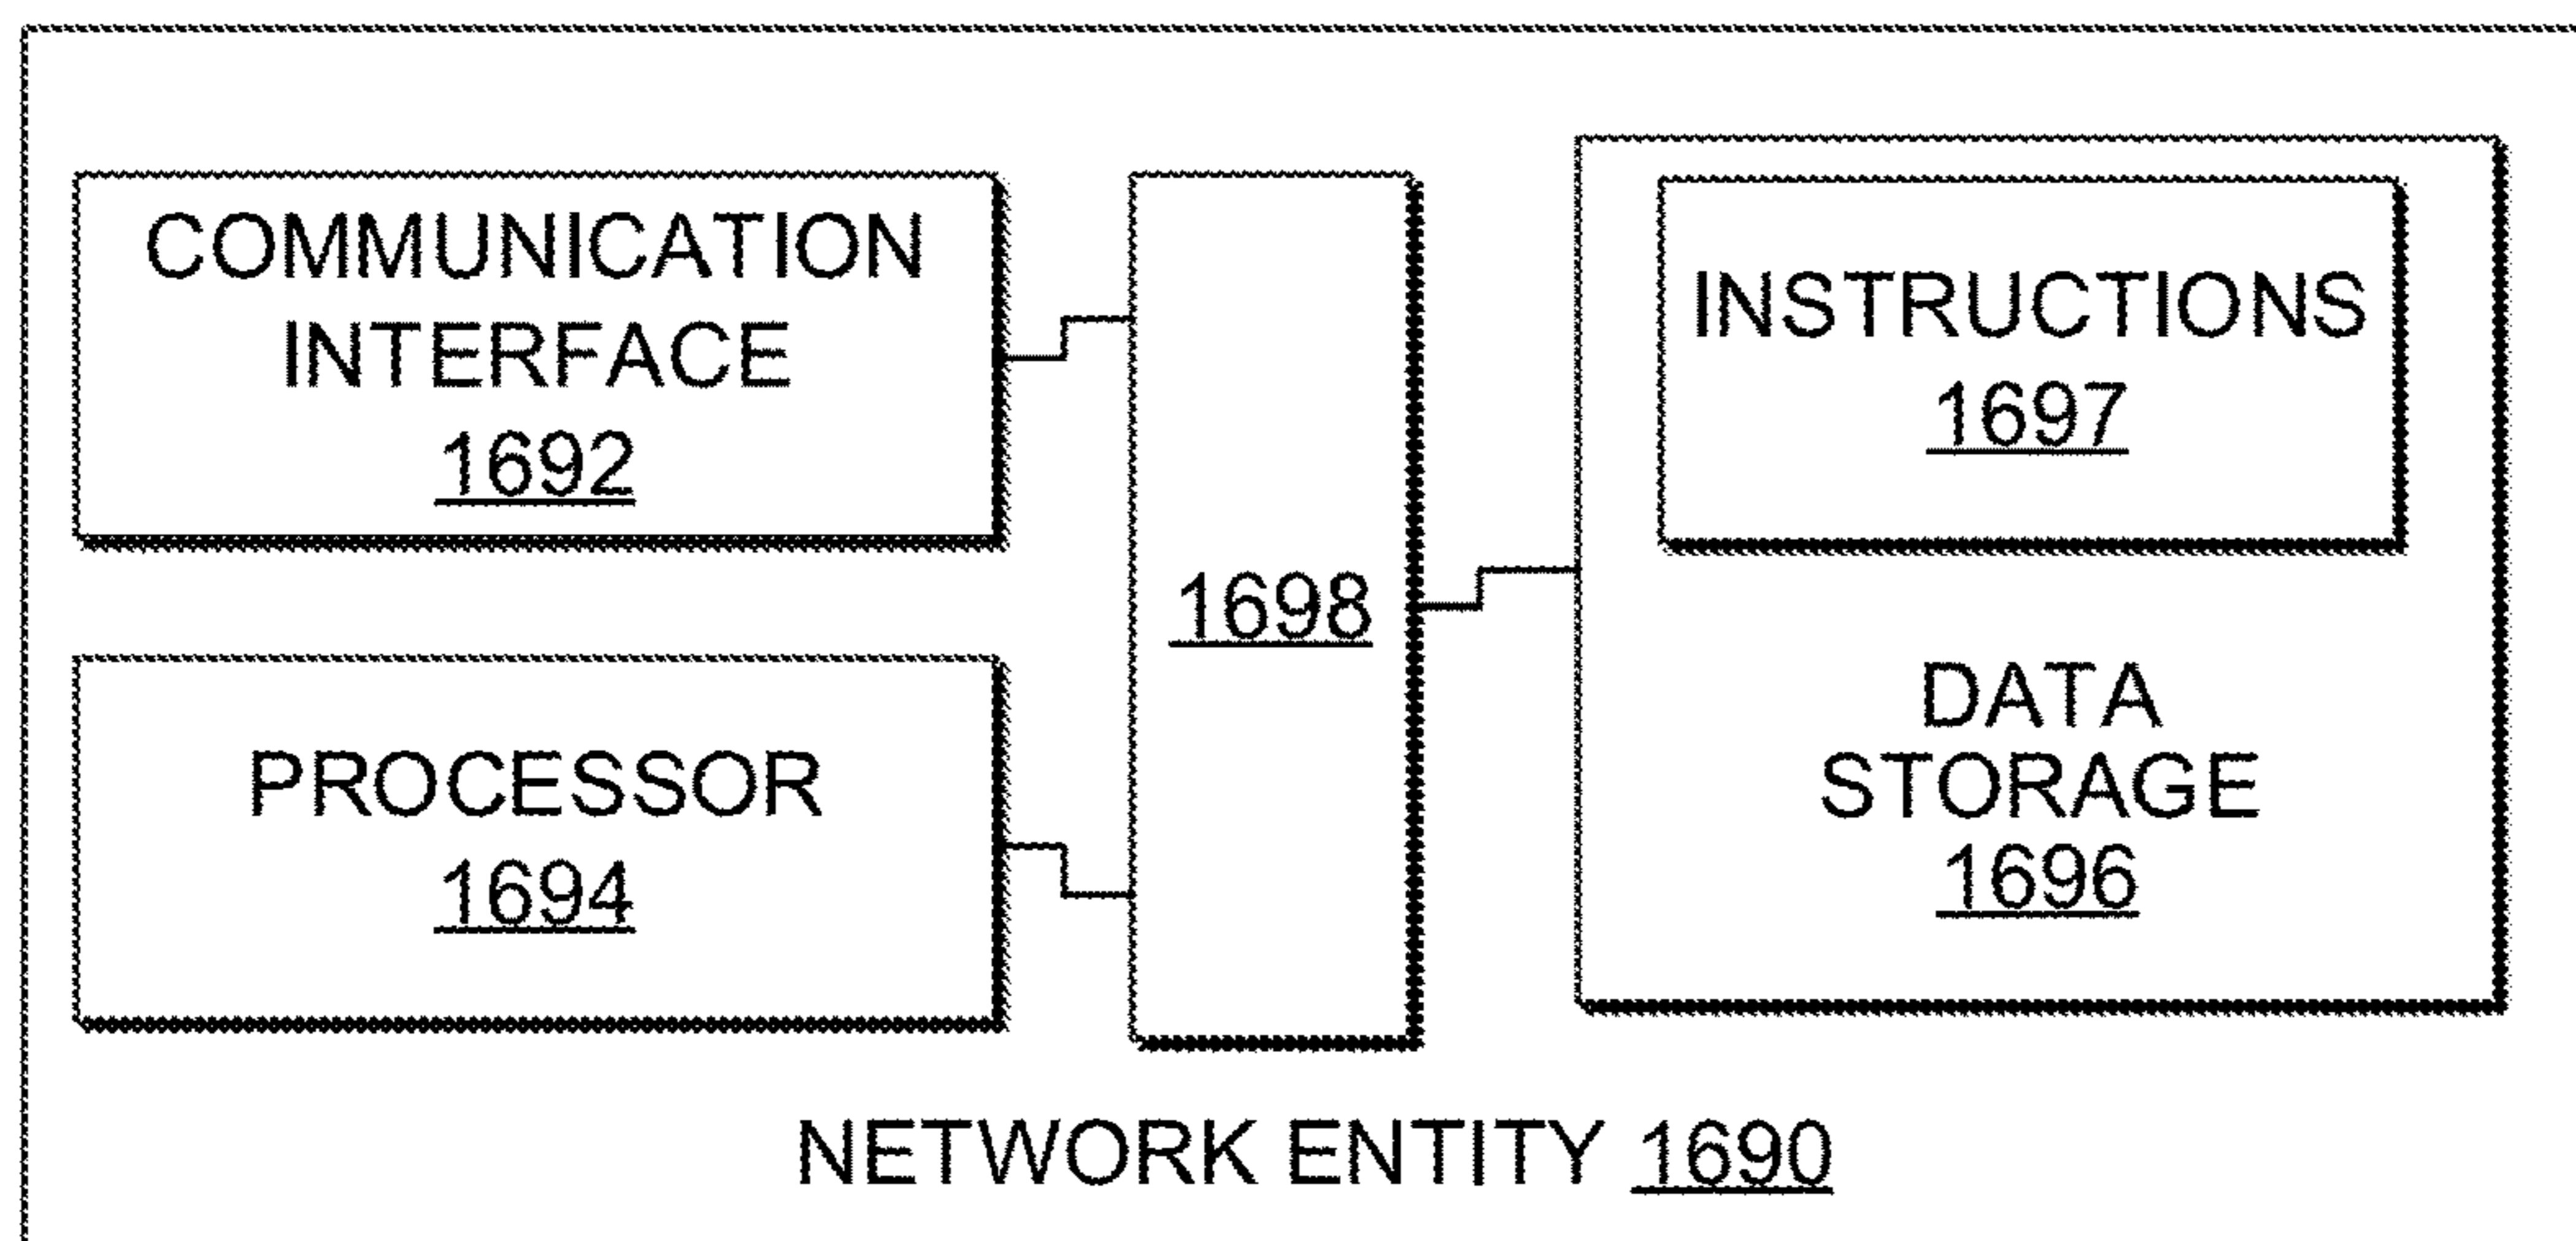 COMMUNICATION
INTERFACE
1692
PROCESSOR
1694
1698
INSTRUCTIONS
1697
DATA
STORAGE
1696
NETWORK ENTITY 1690